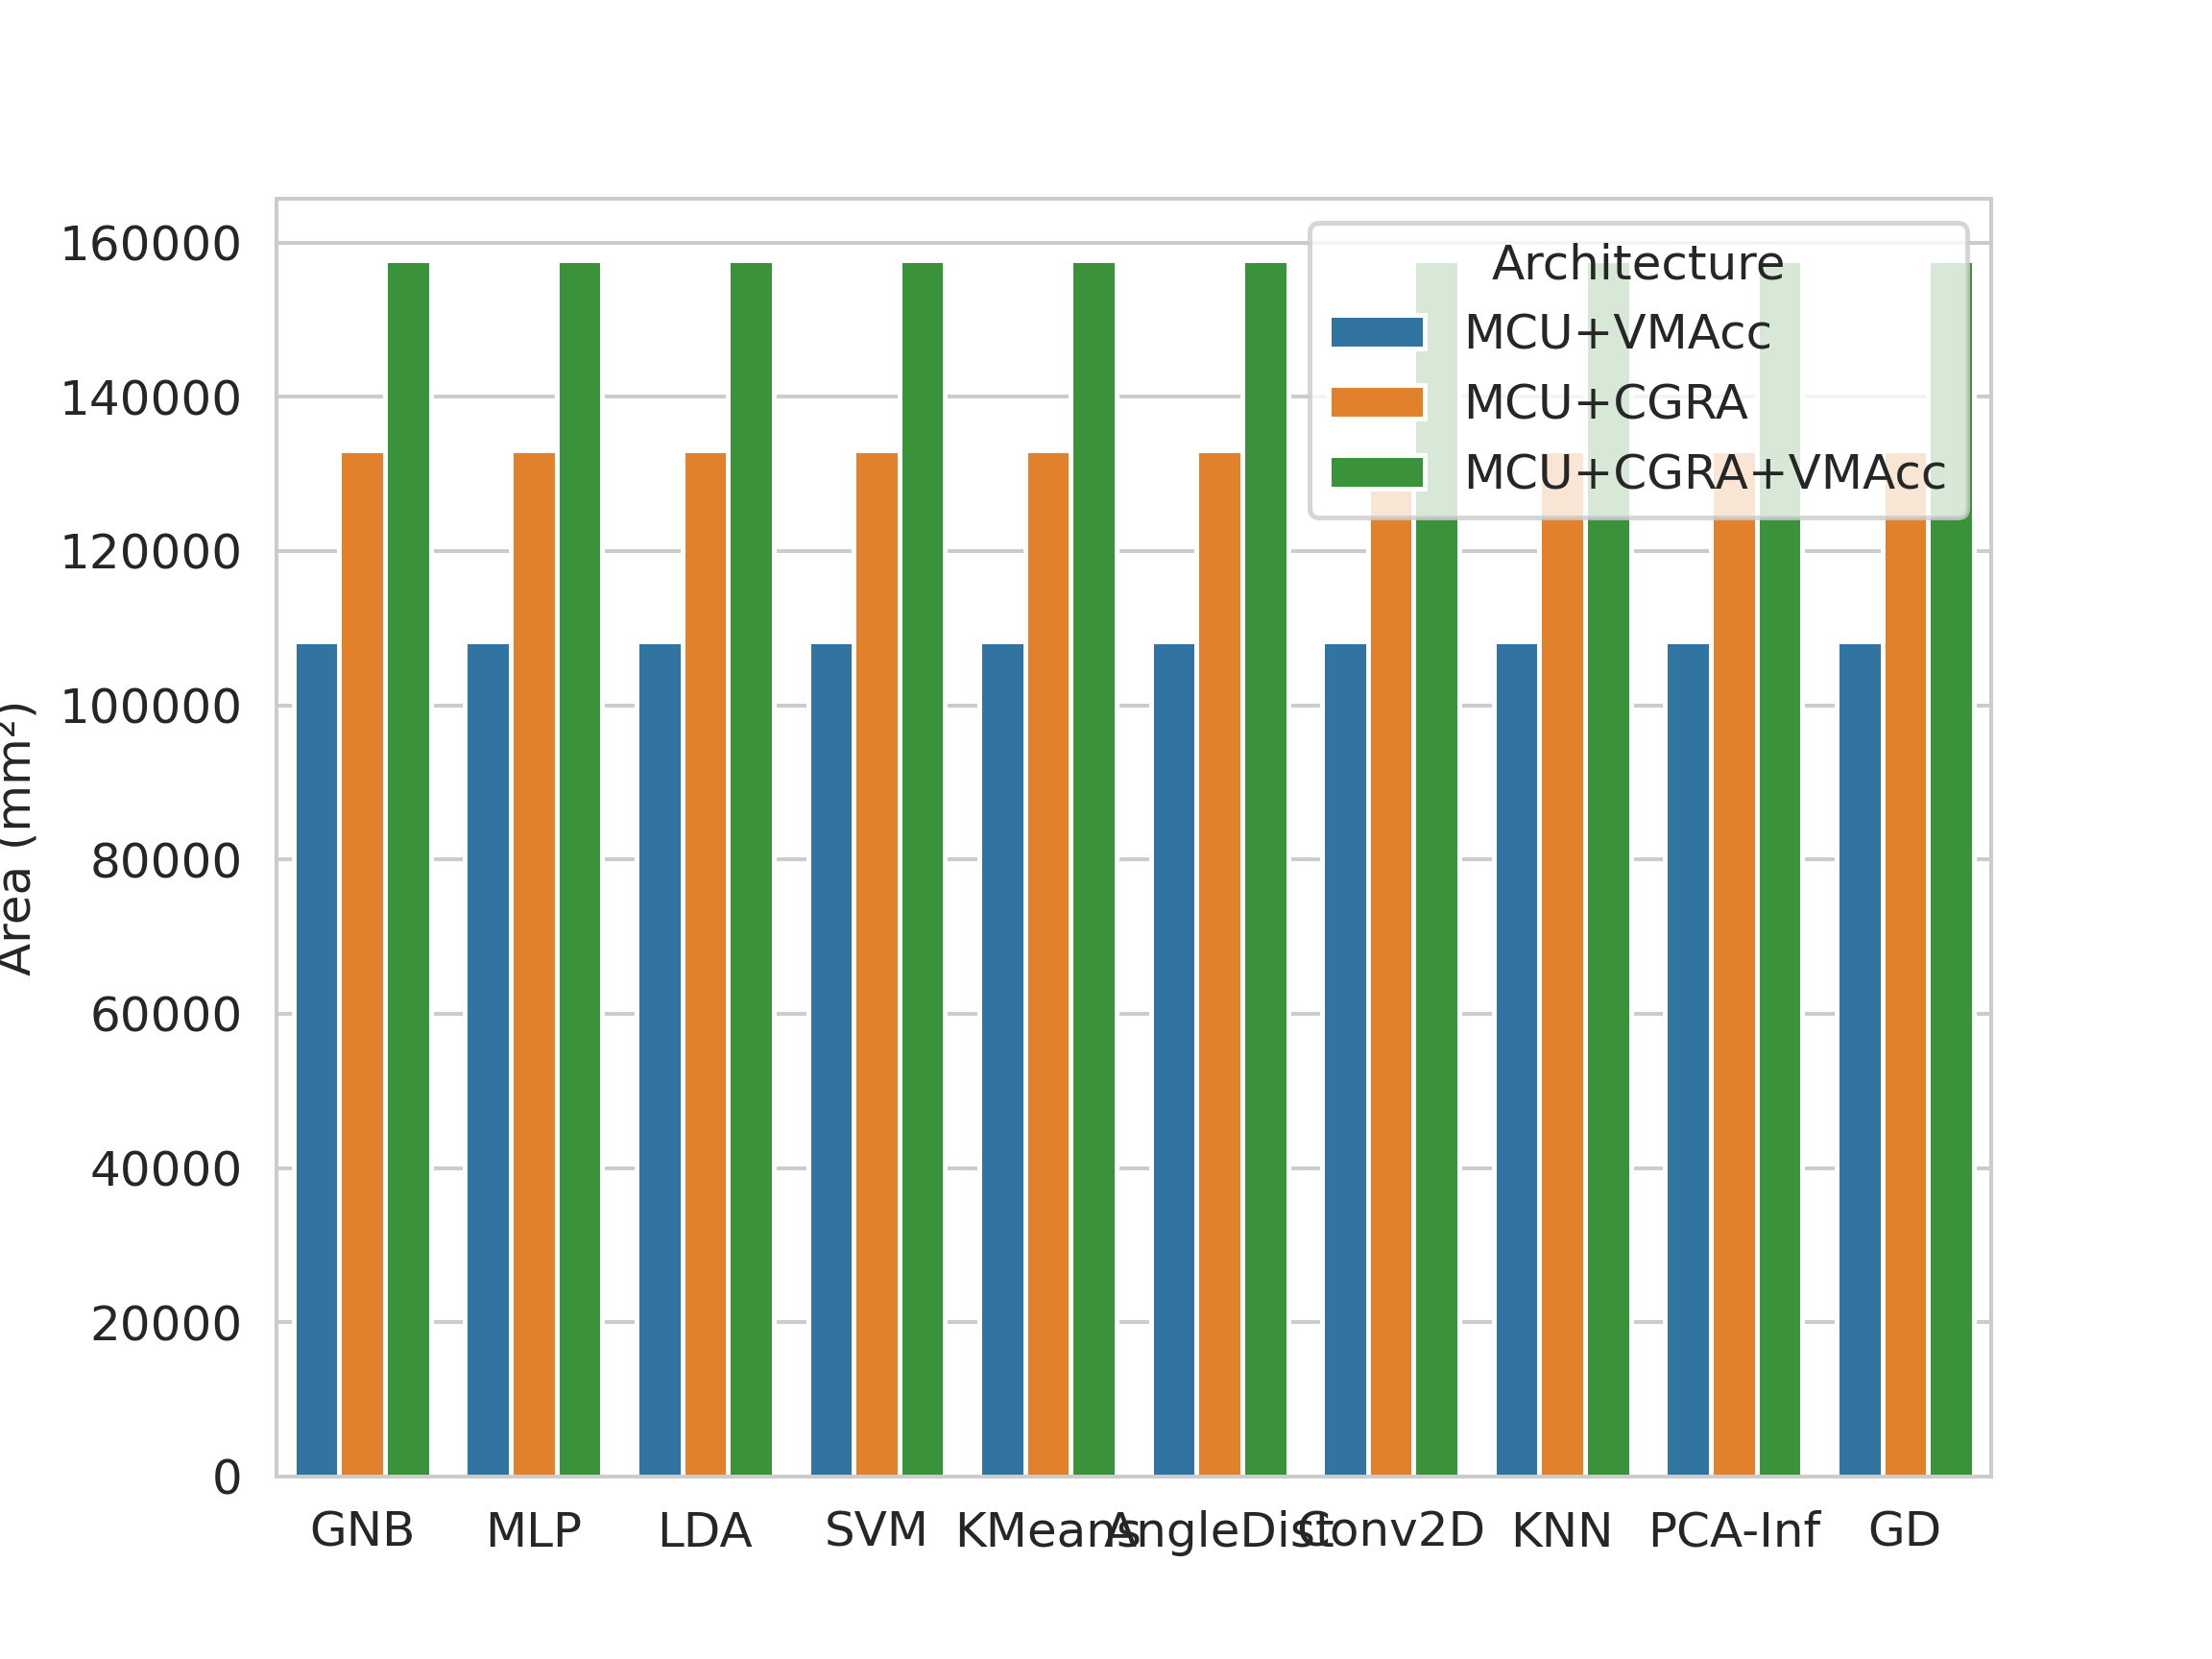 160000
140000
120000
100000
80000
60000
40000
20000
0
Area (mm²)
Architecture
MCU+VMAcc
MCU+CGRA
MCU+CGRA+VMAcc
GNB MLP LDA SVM KMeans AngleDist Conv2D KNN PCA-Inf GD